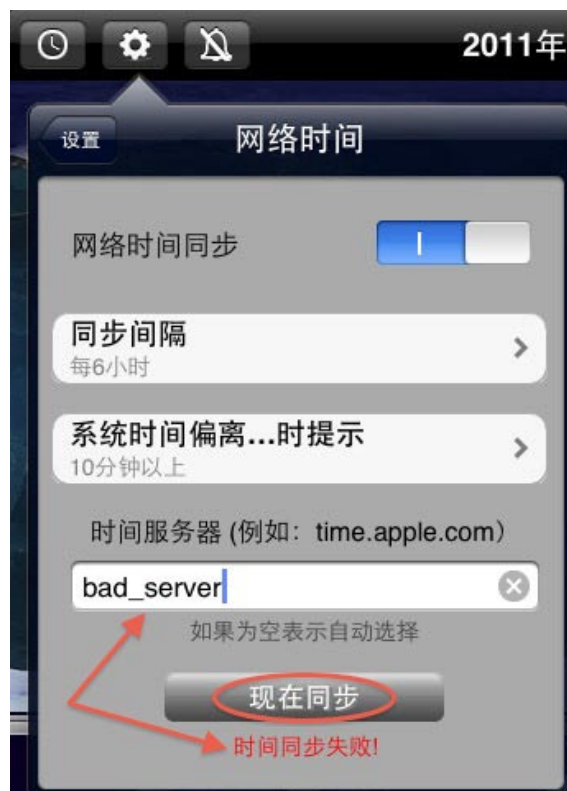 2011年
设置
网络时间
网络时间同步
同步间隔
每6小时
系统时间偏离...时提示
10分钟以上
时间服务器 (例如：time.apple.com）
bad_server
如果为空表示自动选择
现在同步
时间同步失败!